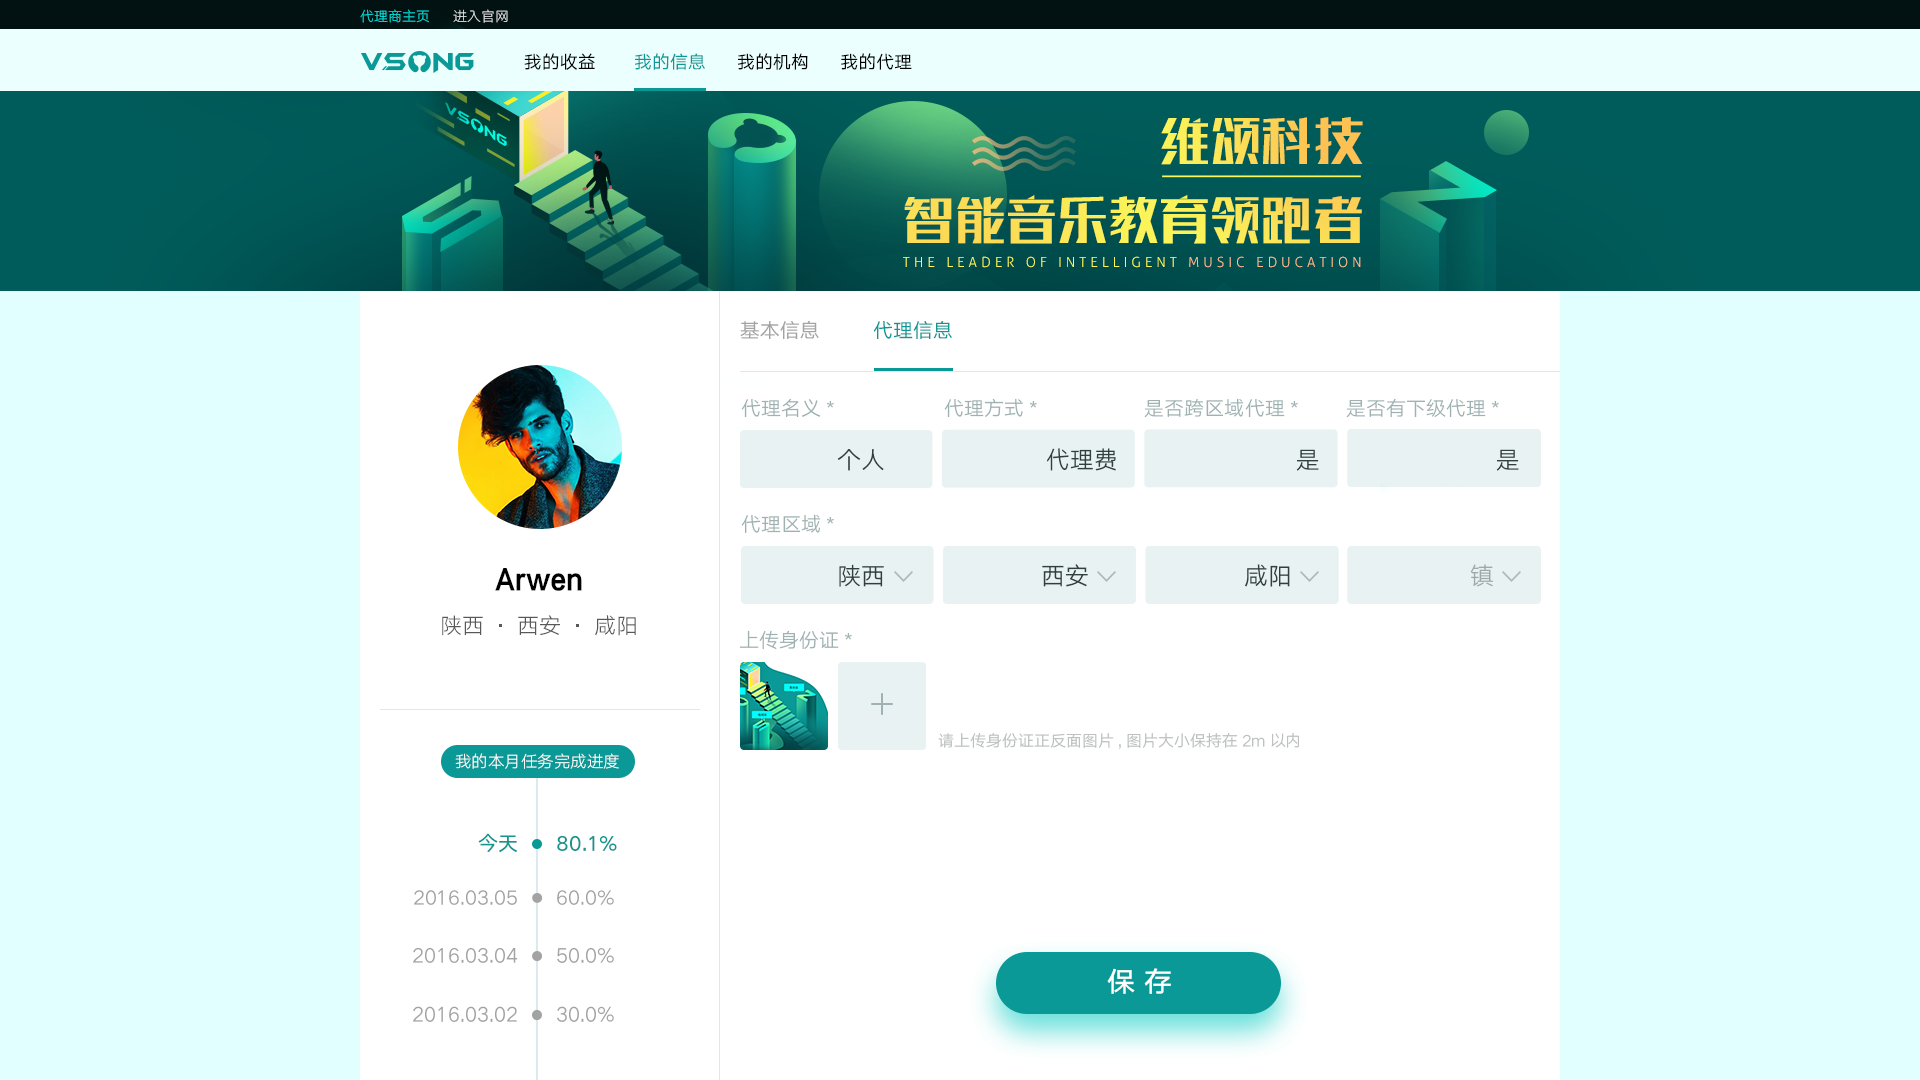 代理商主页 进入官网
VSONG 我的收益 我的信息 我的机构 我的代理
VSONG
维颂科技
智能音乐教育领跑者
THE LEADER OF INTELLIGENT MUSIC EDUCATION
基本信息 代理信息
代理名义 * 代理方式 * 是否跨区域代理 * 是否有下级代理 *
个人 代理费 是 是
代理区域 *
陕西 西安 咸阳 镇
上传身份证 *
请上传身份证正反面图片 , 图片大小保持在 2m 以内
保 存
Arwen
陕西 · 西安 · 咸阳
我的本月任务完成进度
今天 80.1%
2016.03.05 60.0%
2016.03.04 50.0%
2016.03.02 30.0%